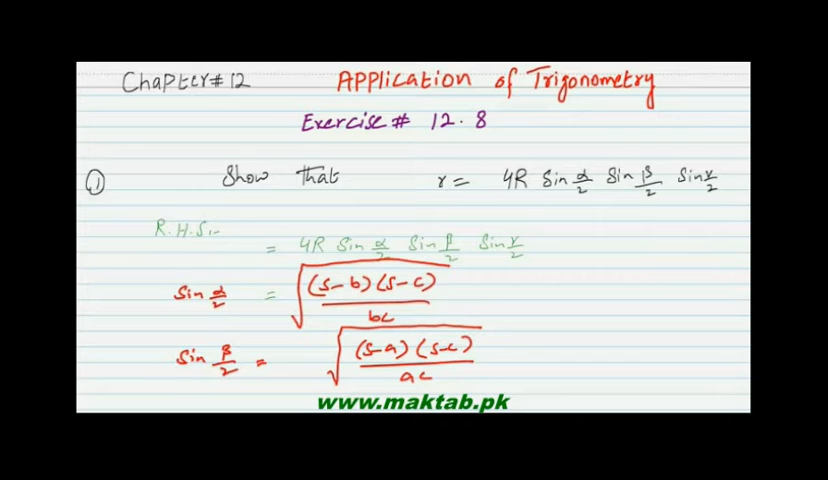 Chapter#12 Application of Trigonometry
Exercise# 12.8
① Show that r = 4R Sin α/2 Sin β/2 Sin γ/2
R.H.S:-
= 4R Sin α/2 Sin β/2 Sin γ/2
Sin α/2 = √((s-b)(s-c)/bc)
Sin β/2 = √((s-a)(s-c)/ac)
www.maktab.pk